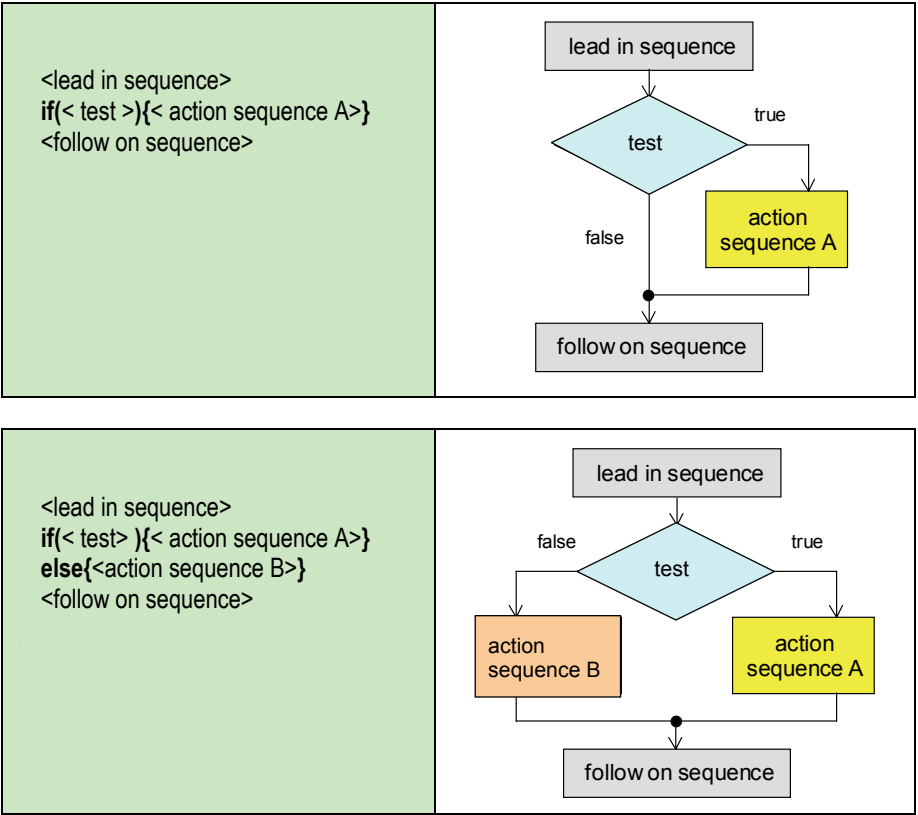 <lead in sequence>
if(< test >){< action sequence A>}
<follow on sequence>
lead in sequence
test
true
false
action
sequence A
follow on sequence
<lead in sequence>
if(< test> ){< action sequence A>}
else{<action sequence B>}
<follow on sequence>
lead in sequence
false
true
test
action
sequence B
action
sequence A
follow on sequence